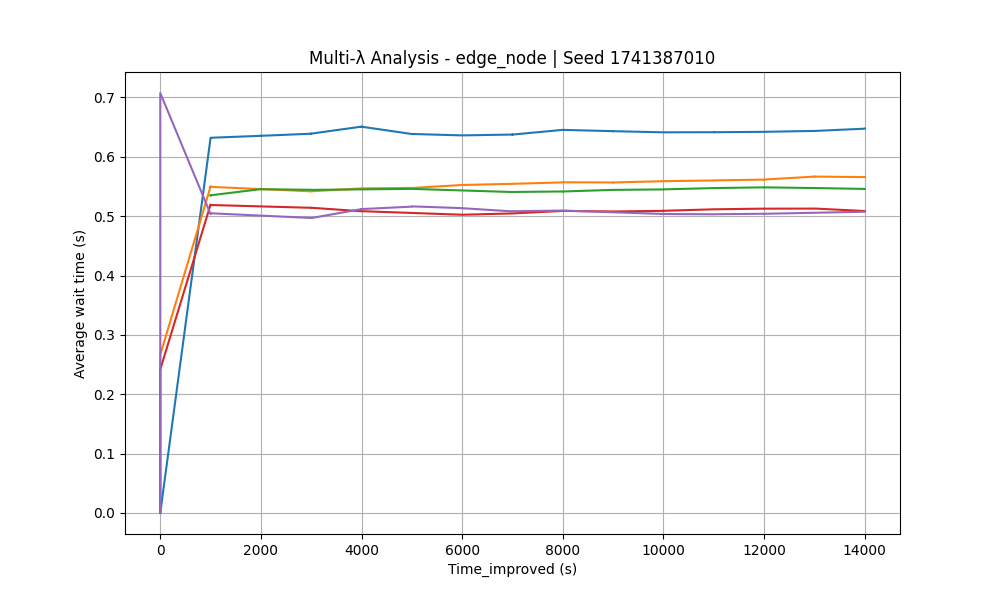 Multi-λ Analysis - edge_node | Seed 1741387010
Average wait time (s)
0.7
0.6
0.5
0.4
0.3
0.2
0.1
0.0
0 2000 4000 6000 8000 10000 12000 14000
Time_improved (s)